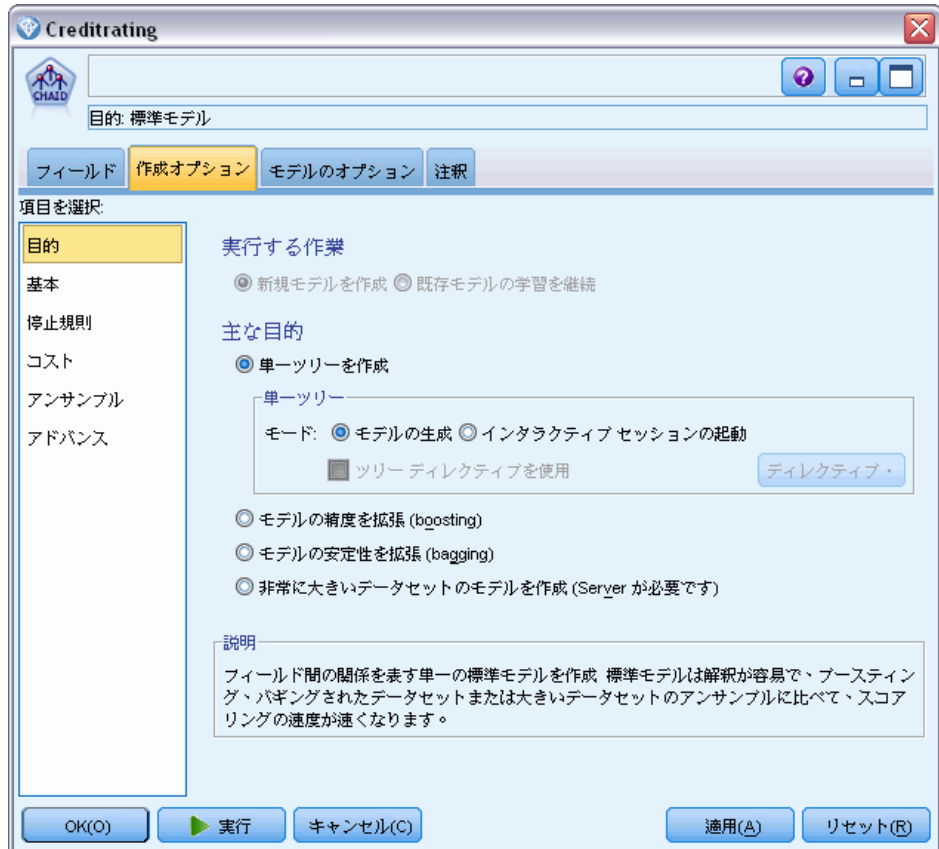 Creditrating
CHAID
目的: 標準モデル
フィールド 作成オプション モデルのオプション 注釈
項目を選択:
目的
基本
停止規則
コスト
アンサンブル
アドバンス
実行する作業
新規モデルを作成 既存モデルの学習を継続
主な目的
単一ツリーを作成
単一ツリー
モード: モデルの生成 インタラクティブ セッションの起動
ツリー ディレクティブを使用 ディレクティブ・
モデルの精度を拡張 (boosting)
モデルの安定性を拡張 (bagging)
非常に大きいデータセットのモデルを作成 (Server が必要です)
説明
フィールド間の関係を表す単一の標準モデルを作成 標準モデルは解釈が容易で、ブースティン
グ、バギングされたデータセットまたは大きいデータセットのアンサンブルに比べて、スコア
リングの速度が速くなります。
OK(O) 実行 キャンセル(C) 適用(A) リセット(R)